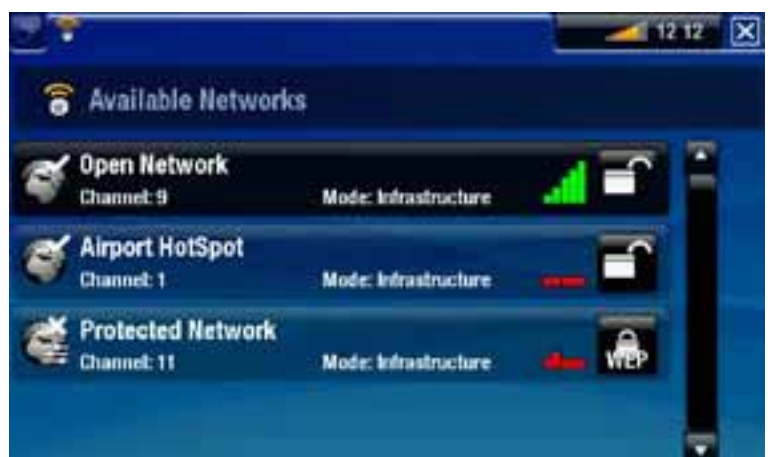 12 12
Available Networks
Open Network
Channel: 9 Mode: Infrastructure
Airport HotSpot
Channel: 1 Mode: Infrastructure
Protected Network
Channel: 11 Mode: Infrastructure
WEP